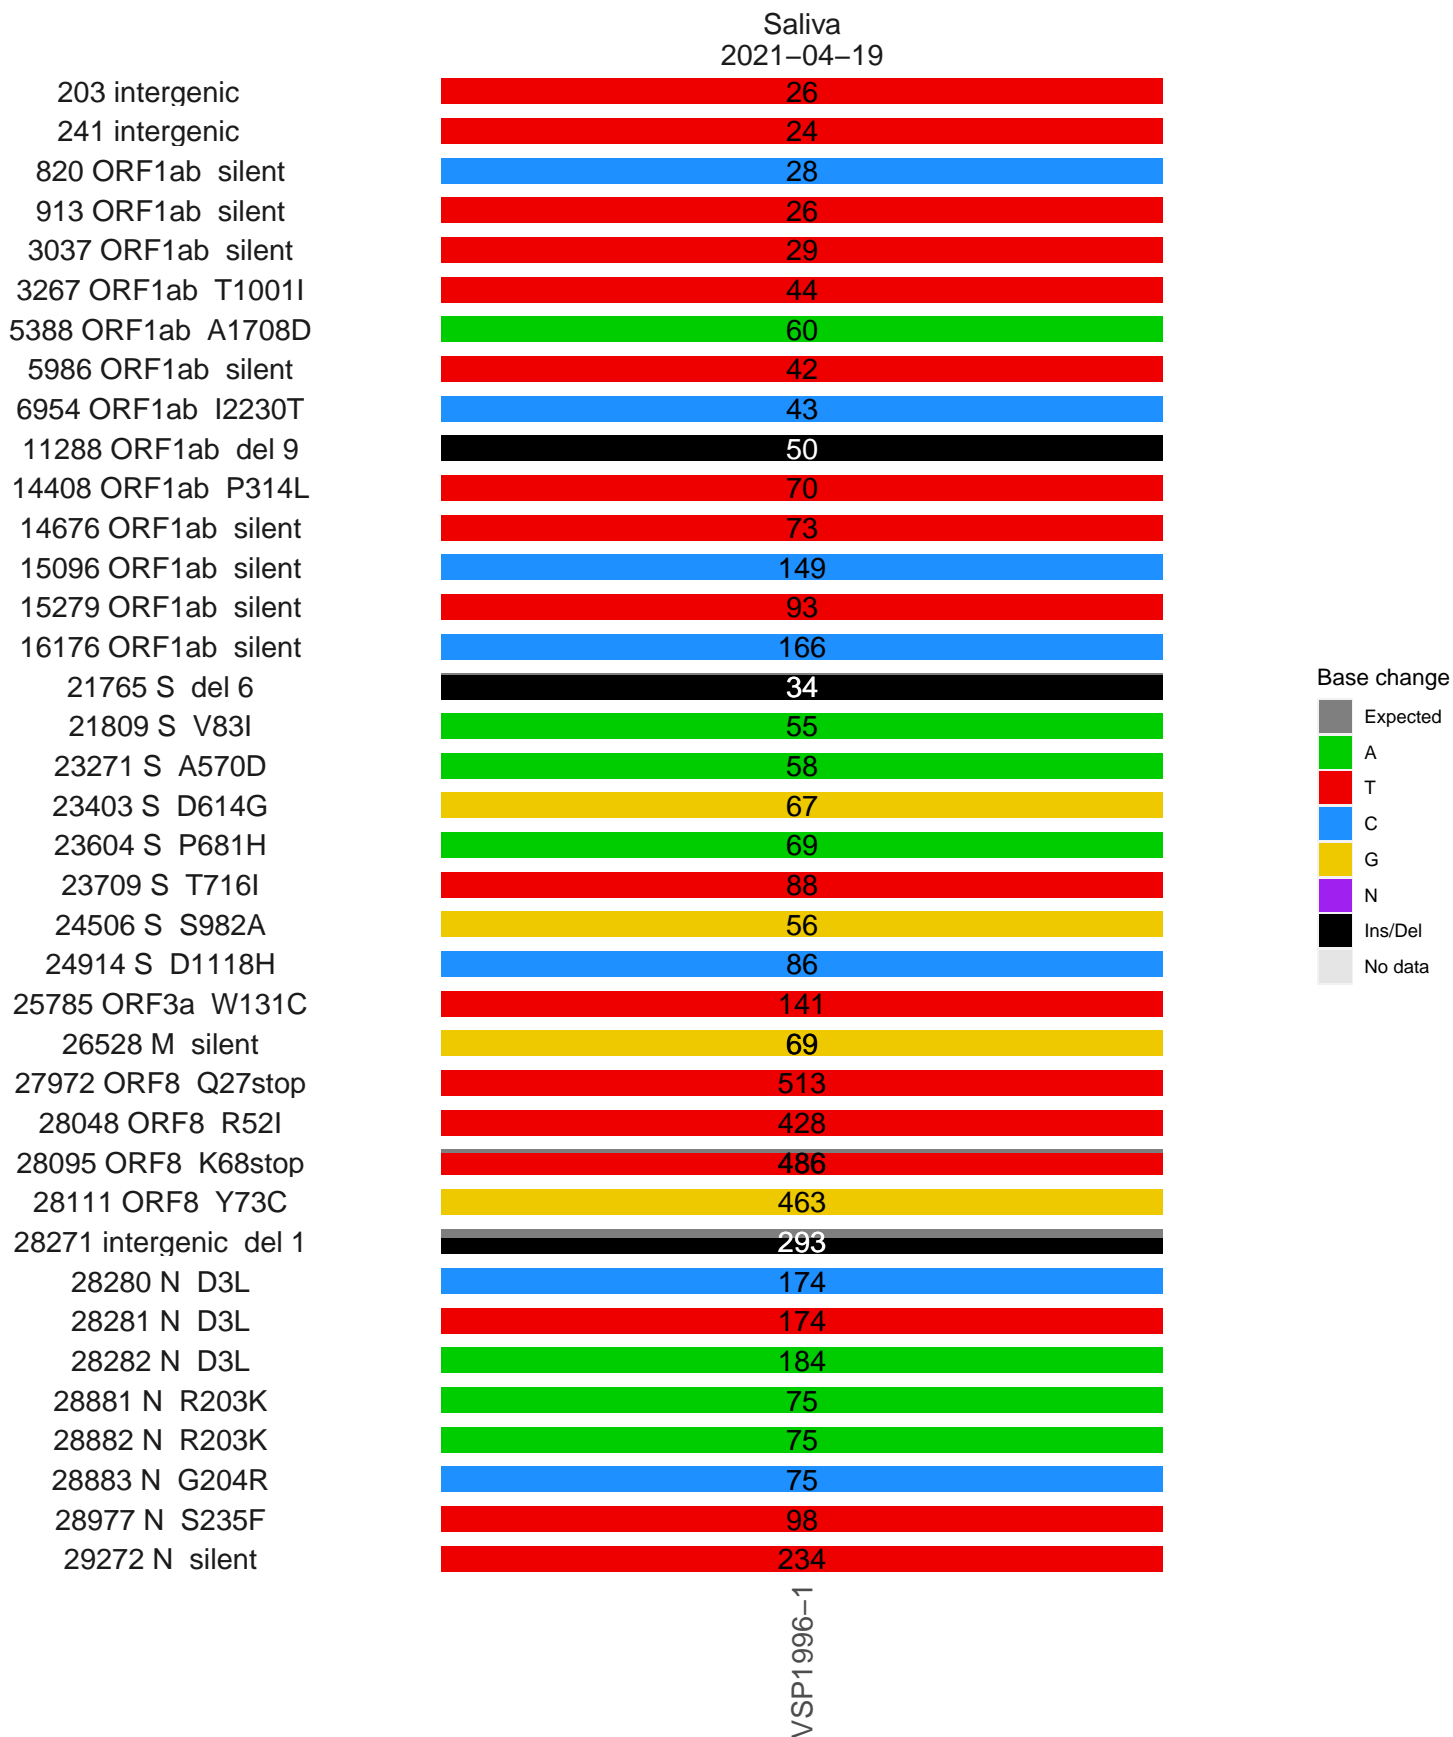 Saliva
2021−04−19
203 intergenic 26
241 intergenic 24
820 ORF1ab silent 28
913 ORF1ab silent 26
3037 ORF1ab silent 29
3267 ORF1ab T1001I 44
5388 ORF1ab A1708D 60
5986 ORF1ab silent 42
6954 ORF1ab I2230T 43
11288 ORF1ab del 9 50
14408 ORF1ab P314L 70
14676 ORF1ab silent 73
15096 ORF1ab silent 149
15279 ORF1ab silent 93
16176 ORF1ab silent 166
21765 S del 6 34
21809 S V83I 55
23271 S A570D 58
23403 S D614G 67
23604 S P681H 69
23709 S T716I 88
24506 S S982A 56
24914 S D1118H 86
25785 ORF3a W131C 141
26528 M silent 69
27972 ORF8 Q27stop 513
28048 ORF8 R52I 428
28095 ORF8 K68stop 486
28111 ORF8 Y73C 463
28271 intergenic del 1 293
28280 N D3L 174
28281 N D3L 174
28282 N D3L 184
28881 N R203K 75
28882 N R203K 75
28883 N G204R 75
28977 N S235F 98
29272 N silent 234
VSP1996−1
Base change
Expected
A
T
C
G
N
Ins/Del
No data